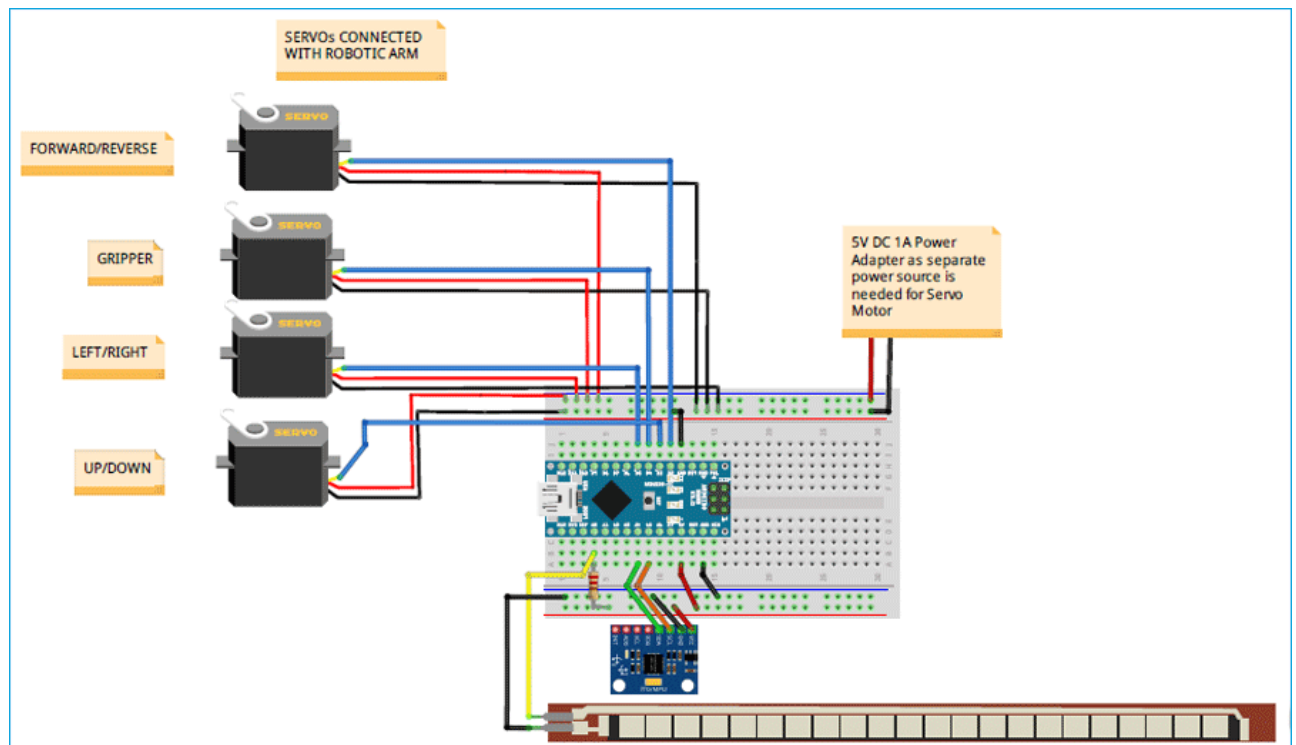 SERVOs CONNECTED
WITH ROBOTIC ARM
SERVO
FORWARD/REVERSE
SERVO
GRIPPER
5V DC 1A Power
Adapter as separate
power source is
needed for Servo
Motor
SERVO
LEFT/RIGHT
SERVO
UP/DOWN